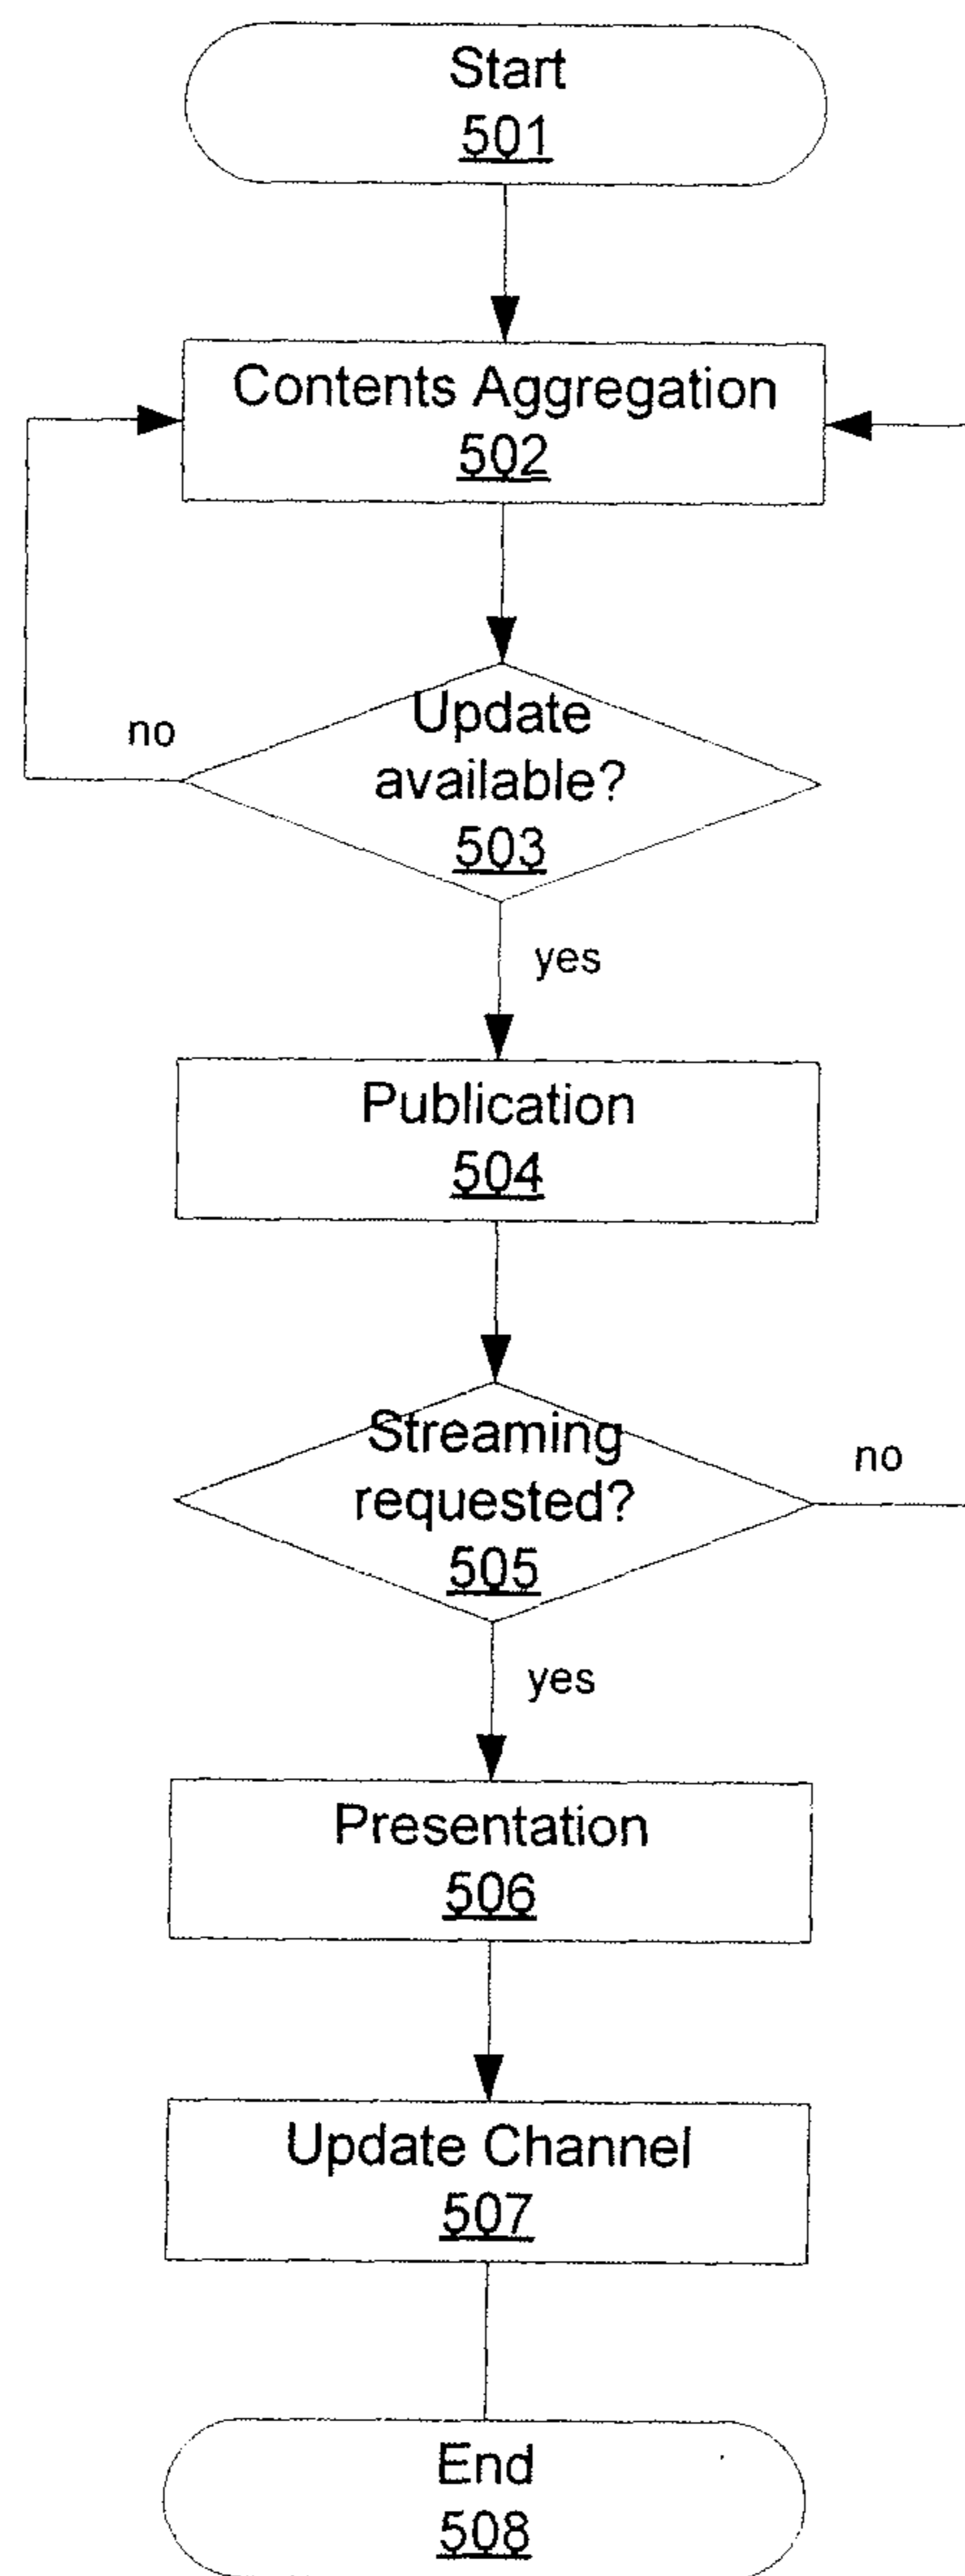 Start
501
Contents Aggregation
502
no
Update
available?
503
yes
Publication
504
Streaming
requested?
505
no
yes
Presentation
506
Update Channel
507
End
508